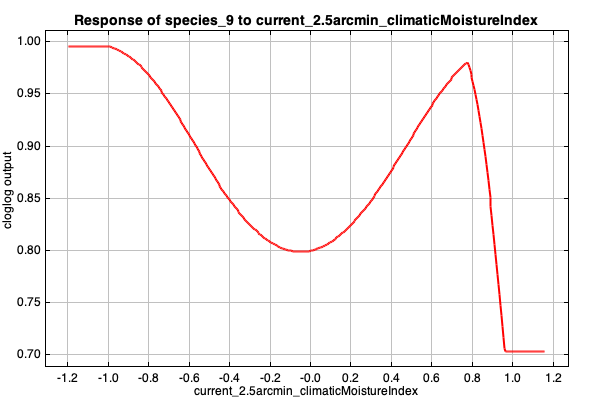 Response of species_9 to current_2.5arcmin_climaticMoistureIndex
1.00
0.95
0.90
0.85
0.80
0.75
0.70
cloglog output
-1.2 -1.0 -0.8 -0.6 -0.4 -0.2 -0.0 0.2 0.4 0.6 0.8 1.0 1.2
current_2.5arcmin_climaticMoistureIndex